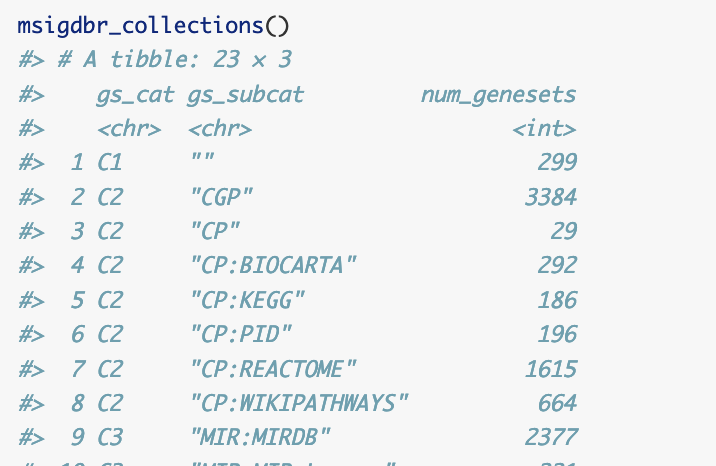 msigdbr_collections()
#> # A tibble: 23 × 3
#>    gs_cat gs_subcat         num_genesets
#>    <chr>  <chr>                    <int>
#>  1 C1     ""                         299
#>  2 C2     "CGP"                     3384
#>  3 C2     "CP"                        29
#>  4 C2     "CP:BIOCARTA"              292
#>  5 C2     "CP:KEGG"                  186
#>  6 C2     "CP:PID"                   196
#>  7 C2     "CP:REACTOME"             1615
#>  8 C2     "CP:WIKIPATHWAYS"          664
#>  9 C3     "MIR:MIRDB"               2377